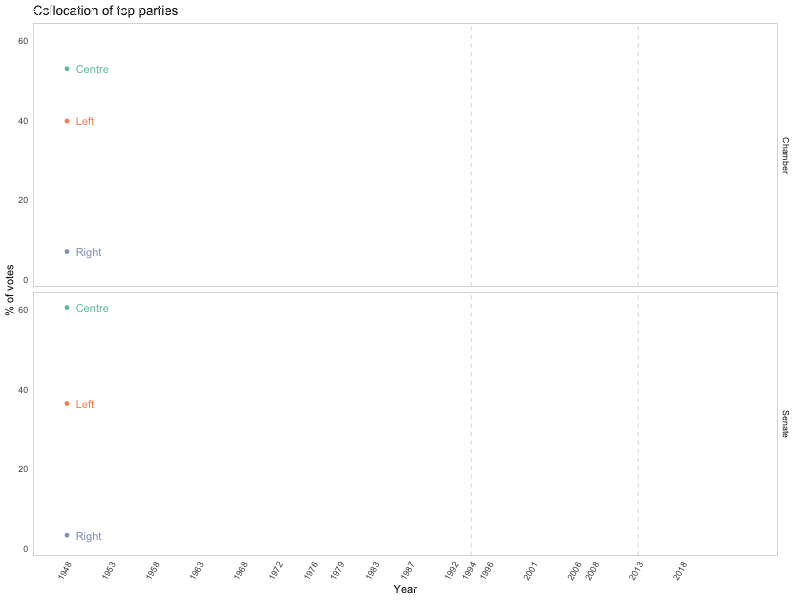 Collocation of top parties
% of votes
60
Centre
40
Left
20
Right
0
Chamber
60
Centre
40
Left
20
Right
0
Senate
1948 1953 1958 1963 1968 1972 1976 1979 1983 1987 1992 1994 1996 2001 2006 2008 2013 2018
Year